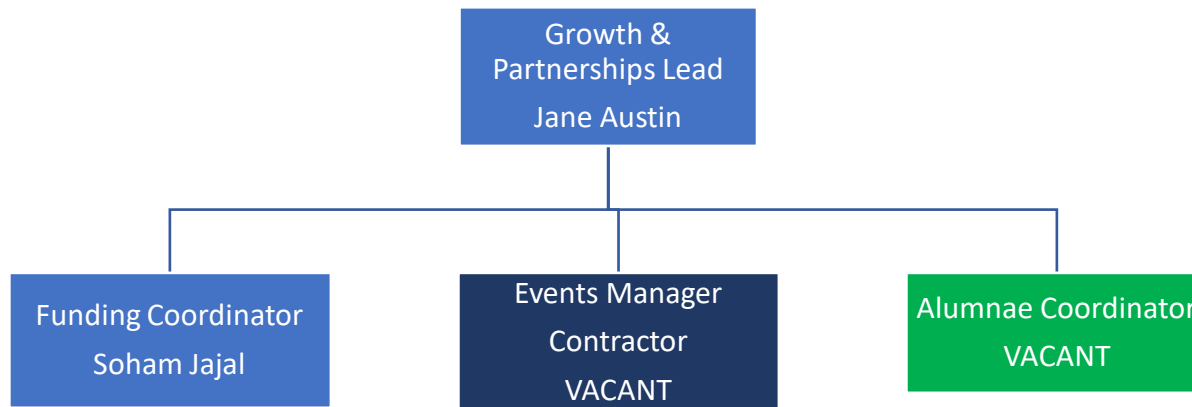 Growth &
Partnerships Lead
Jane Austin
Funding Coordinator
Soham Jajal
Events Manager
Contractor
VACANT
Alumnae Coordinator
VACANT